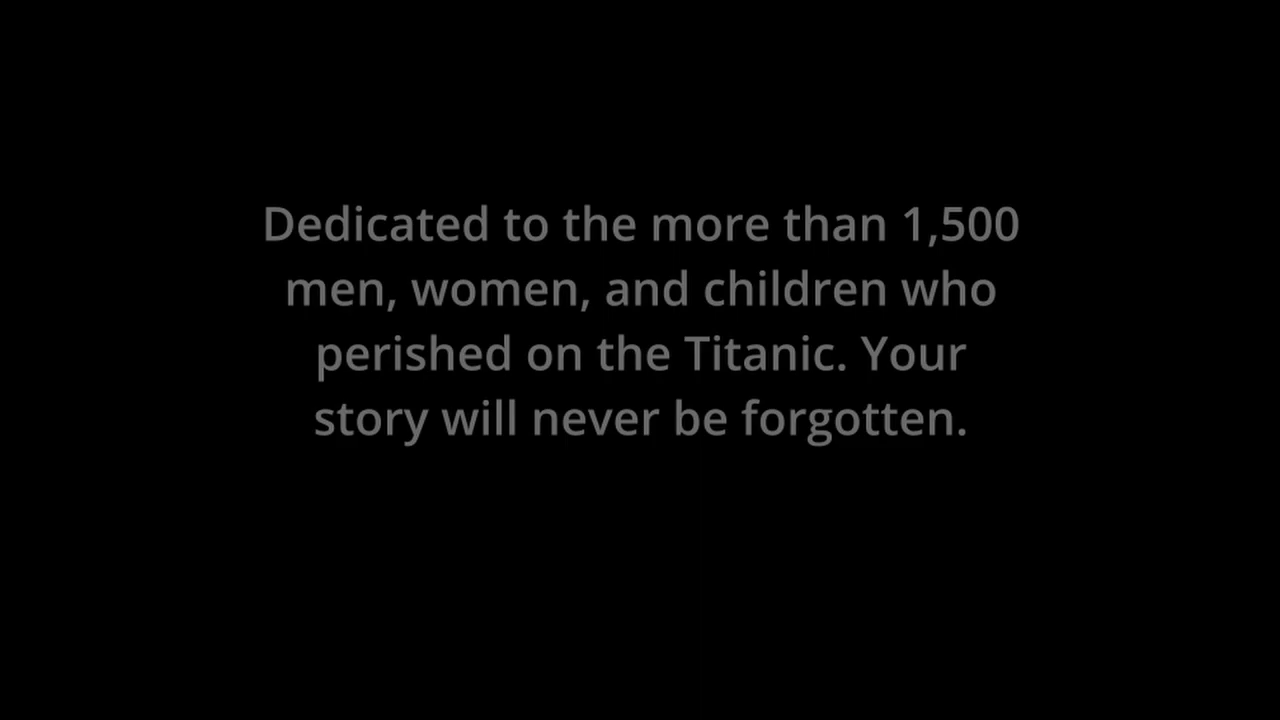 Dedicated to the more than 1,500
men, women, and children who
perished on the Titanic. Your
story will never be forgotten.